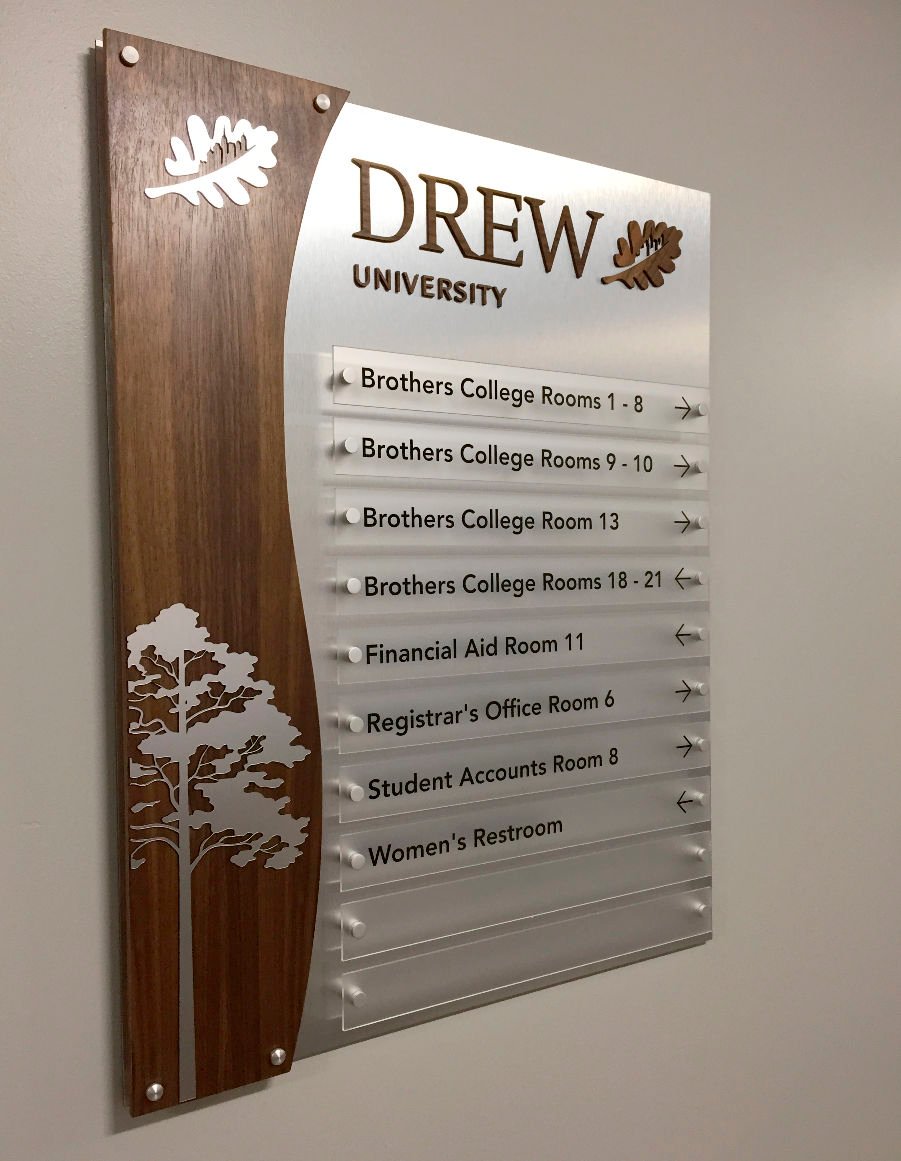 DREW
UNIVERSITY
Brothers College Rooms 1 - 8 →
Brothers College Rooms 9 - 10 →
Brothers College Room 13 →
Brothers College Rooms 18 - 21 ←
Financial Aid Room 11 ←
Registrar's Office Room 6 →
Student Accounts Room 8 →
Women's Restroom ←